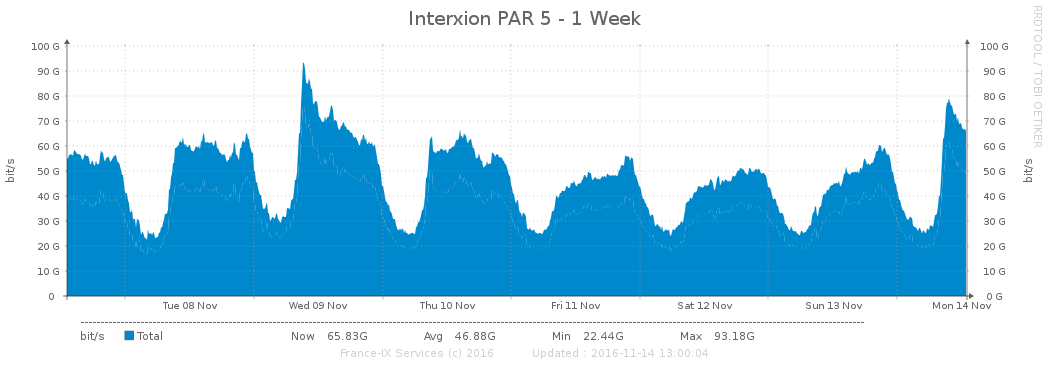 Interxion PAR 5 - 1 Week
RRDTOOL / TOBI OETIKER
bit/s
bit/s
100 G 100 G
90 G 90 G
80 G 80 G
70 G 70 G
60 G 60 G
50 G 50 G
40 G 40 G
30 G 30 G
20 G 20 G
10 G 10 G
0 0 G
Tue 08 Nov Wed 09 Nov Thu 10 Nov Fri 11 Nov Sat 12 Nov Sun 13 Nov Mon 14 Nov
bit/s Total Now 65.83G Avg 46.88G Min 22.44G Max 93.18G
France-IX Services (c) 2016 Updated : 2016-11-14 13:00:04